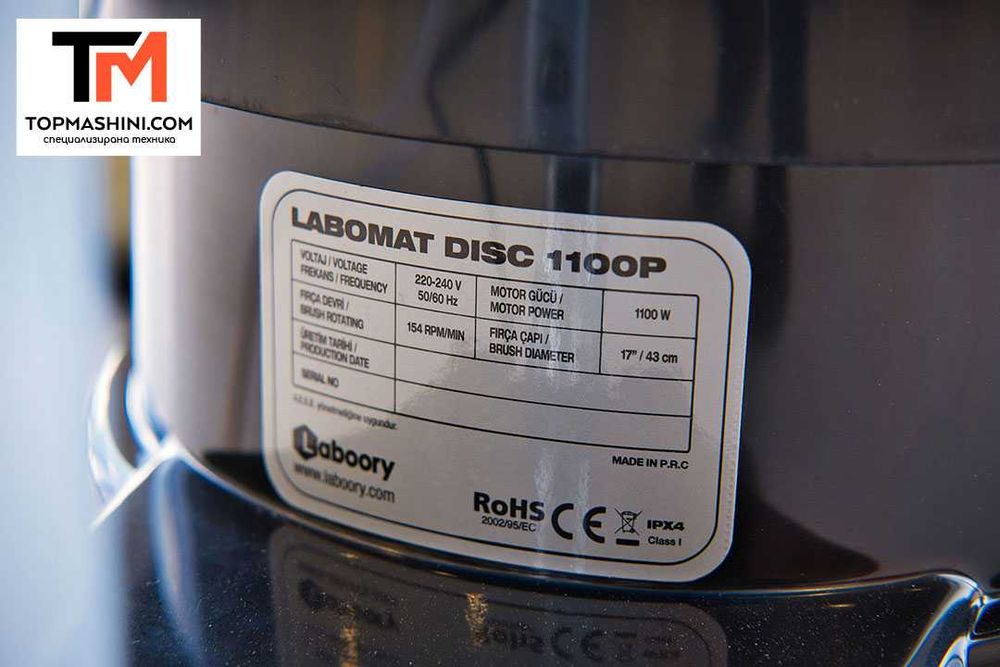 TM
TOPMASHINI.COM
специализирана техника
LABOMAT DISC 1100P
VOLTAJ / VOLTAGE
FREKANS / FREQUENCY
220-240 V
50/60 Hz
MOTOR GÜCÜ /
MOTOR POWER
1100 W
FIRÇA DEVRİ /
BRUSH ROTATING
154 RPM/MIN
FIRÇA ÇAPI /
BRUSH DIAMETER
17" / 43 cm
ÜRETİM TARİHİ /
PRODUCTION DATE
SERIAL NO
A.E.E.E. yönetmeliğine uygundur.
MADE IN P.R.C
Laboory
www.laboory.com
RoHS
2002/95/EC
CE
IPX4
Class I